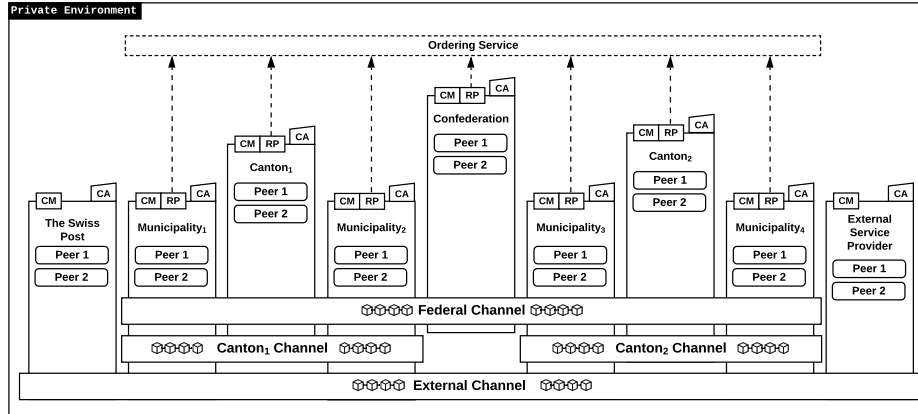 Private Environment
Ordering Service
CM RP CA
Confederation
Peer 1
Peer 2
CM RP CA
Canton₁
Peer 1
Peer 2
CM RP CA
Canton₂
Peer 1
Peer 2
CM CA
The Swiss
Post
Peer 1
Peer 2
CM RP CA
Municipality₁
Peer 1
Peer 2
CM RP CA
Municipality₂
Peer 1
Peer 2
CM RP CA
Municipality₃
Peer 1
Peer 2
CM RP CA
Municipality₄
Peer 1
Peer 2
CM CA
External
Service
Provider
Peer 1
Peer 2
Federal Channel
Canton₁ Channel
Canton₂ Channel
External Channel